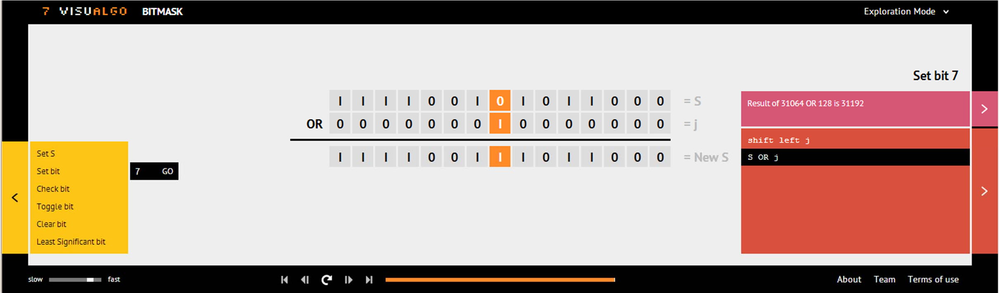 7 VISUALGO BITMASK Exploration Mode
Set bit 7
1 1 1 1 0 0 1 0 1 0 1 1 0 0 0 = S
OR 0 0 0 0 0 0 0 1 0 0 0 0 0 0 0 = j
1 1 1 1 0 0 1 1 1 0 1 1 0 0 0 = New S
Result of 31064 OR 128 is 31192
shift left j
S OR j
Set S
Set bit 7 GO
Check bit
Toggle bit
Clear bit
Least Significant bit
slow fast
About Team Terms of use